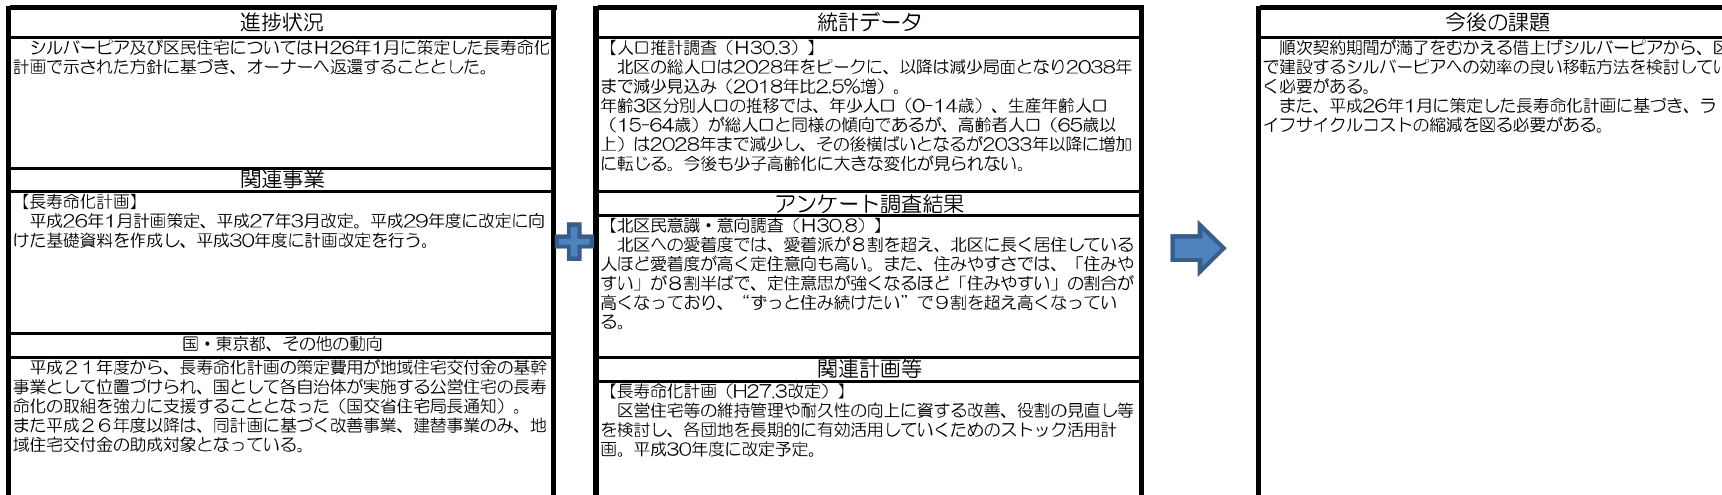 進捗状況
　シルバーピア及び区民住宅についてはH26年1月に策定した長寿命化
計画で示された方針に基づき、オーナーへ返還することとした。
関連事業
【長寿命化計画】
　平成26年1月計画策定、平成27年3月改定。平成29年度に改定に向
けた基礎資料を作成し、平成30年度に計画改定を行う。
国・東京都、その他の動向
　平成２１年度から、長寿命化計画の策定費用が地域住宅交付金の基幹
事業として位置づけられ、国として各自治体が実施する公営住宅の長寿
命化の取組を強力に支援することとなった（国交省住宅局長通知）。
また平成２６年度以降は、同計画に基づく改善事業、建替事業のみ、地
域住宅交付金の助成対象となっている。
統計データ
【人口推計調査（H30.3）】
　北区の総人口は2028年をピークに、以降は減少局面となり2038年
まで減少見込み（2018年比2.5%増）。
年齢3区分別人口の推移では、年少人口（0-14歳）、生産年齢人口
（15-64歳）が総人口と同様の傾向であるが、高齢者人口（65歳以
上）は2028年まで減少し、その後横ばいとなるが2033年以降に増加
に転じる。今後も少子高齢化に大きな変化が見られない。
アンケート調査結果
【北区民意識・意向調査（H30.8）】
　北区への愛着度では、愛着派が８割を超え、北区に長く居住している
人ほど愛着度が高く定住意向も高い。また、住みやすさでは、「住みや
すい」が８割半ばで、定住意思が強くなるほど「住みやすい」の割合が
高くなっており、“ずっと住み続けたい”で９割を超え高くなってい
る。
関連計画等
【長寿命化計画（H27.3改定）】
　区営住宅等の維持管理や耐久性の向上に資する改善、役割の見直し等
を検討し、各団地を長期的に有効活用していくためのストック活用計
画。平成30年度に改定予定。
今後の課題
　順次契約期間が満了をむかえる借上げシルバーピアから、区
で建設するシルバーピアへの効率の良い移転方法を検討してい
く必要がある。
　また、平成26年1月に策定した長寿命化計画に基づき、ラ
イフサイクルコストの縮減を図る必要がある。